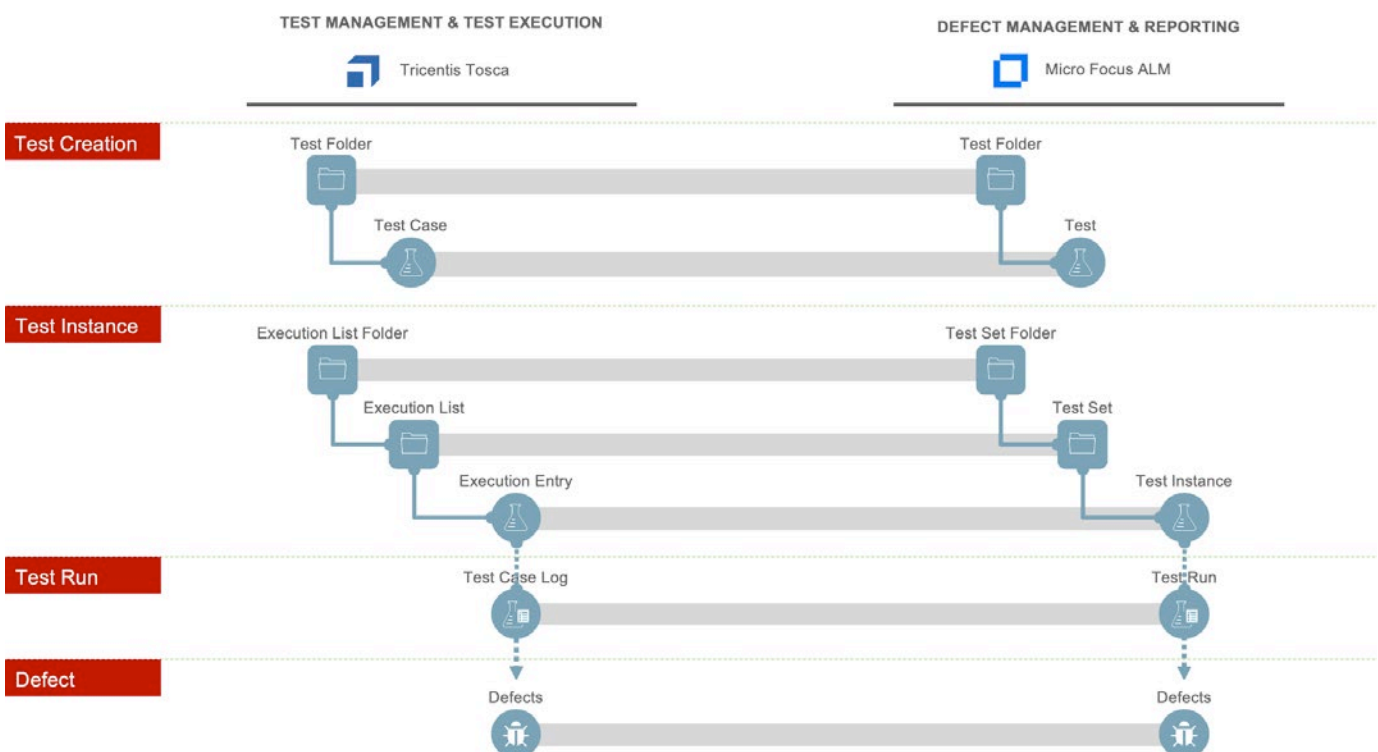 TEST MANAGEMENT & TEST EXECUTION
DEFECT MANAGEMENT & REPORTING
Tricentis Tosca
Micro Focus ALM
Test Creation
Test Folder
Test Folder
Test Case
Test
Test Instance
Execution List Folder
Test Set Folder
Execution List
Test Set
Execution Entry
Test Instance
Test Run
Test Case Log
Test Run
Defect
Defects
Defects